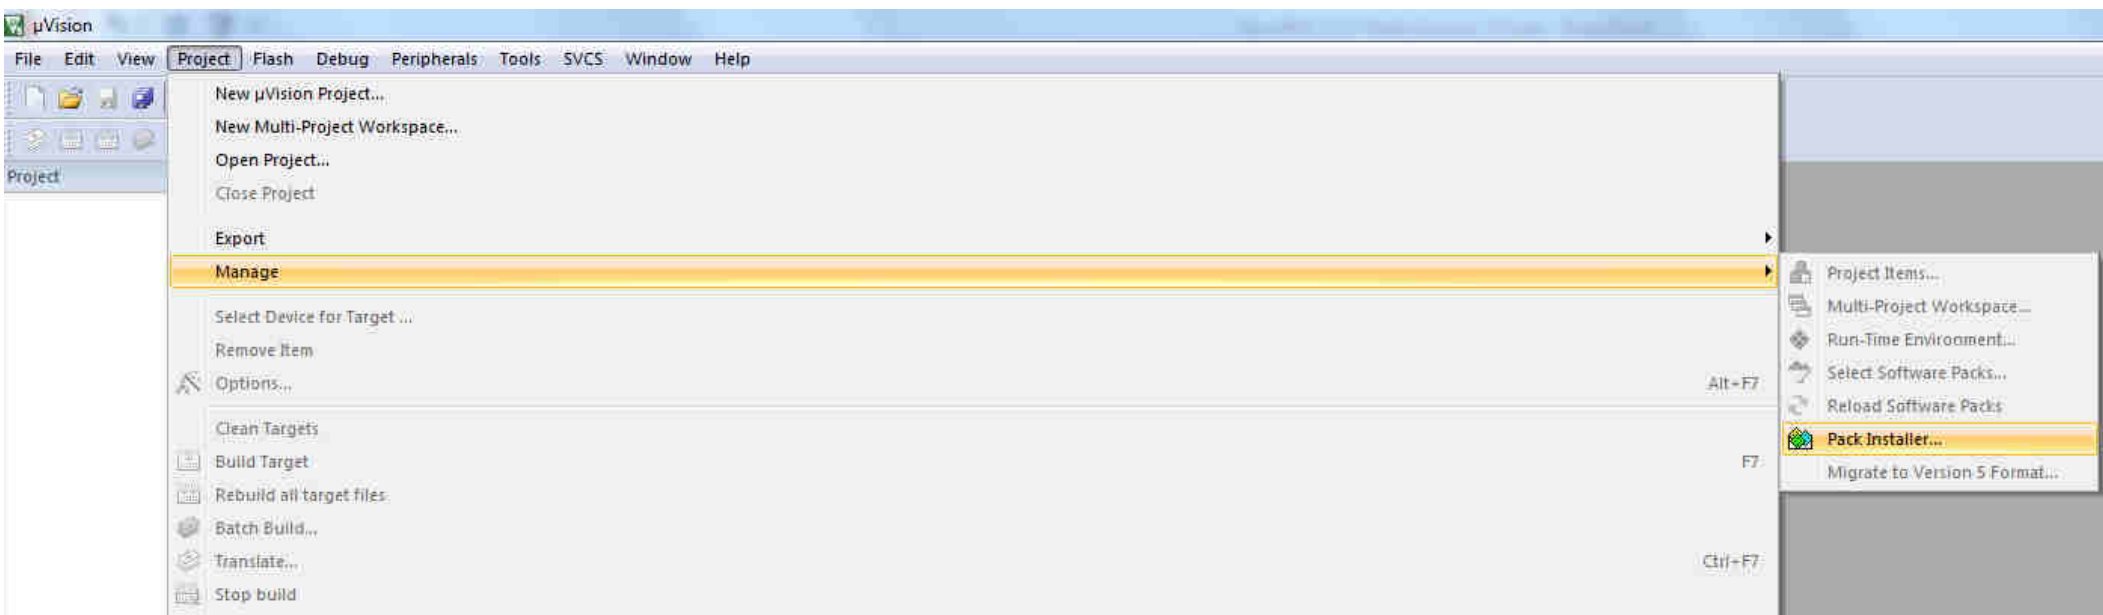 µVision
File Edit View Project Flash Debug Peripherals Tools SVCS Window Help
Project
New µVision Project...
New Multi-Project Workspace...
Open Project...
Close Project
Export
Manage
Select Device for Target ...
Remove Item
Options... Alt+F7
Clean Targets
Build Target F7
Rebuild all target files
Batch Build...
Translate... Ctrl+F7
Stop build
Project Items...
Multi-Project Workspace...
Run-Time Environment...
Select Software Packs...
Reload Software Packs
Pack Installer...
Migrate to Version 5 Format...